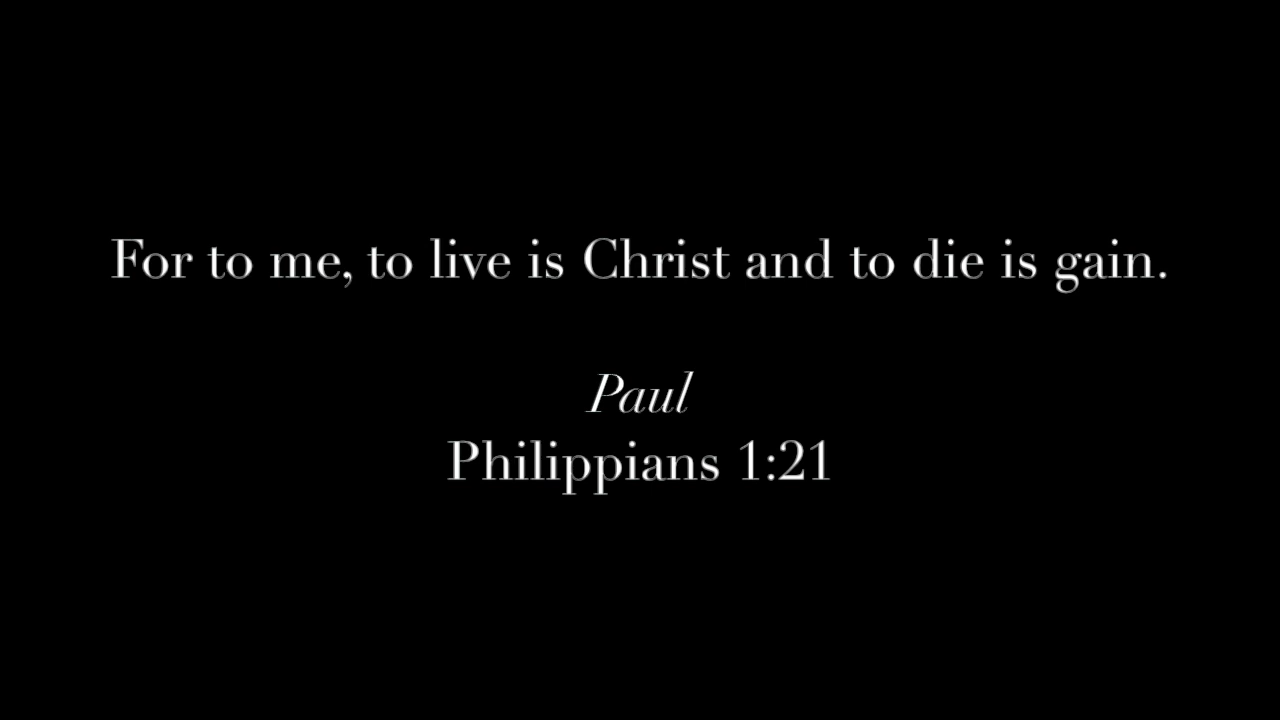 For to me, to live is Christ and to die is gain.
Paul
Philippians 1:21